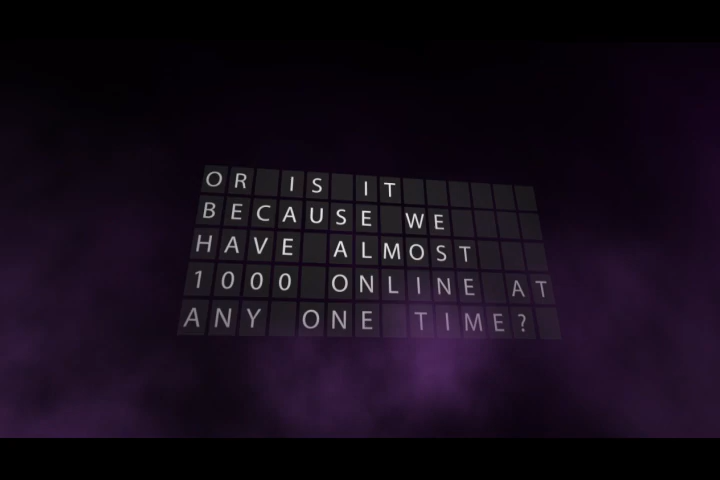 OR IS IT
BECAUSE WE
HAVE ALMOST
1000 ONLINE AT
ANY ONE TIME?